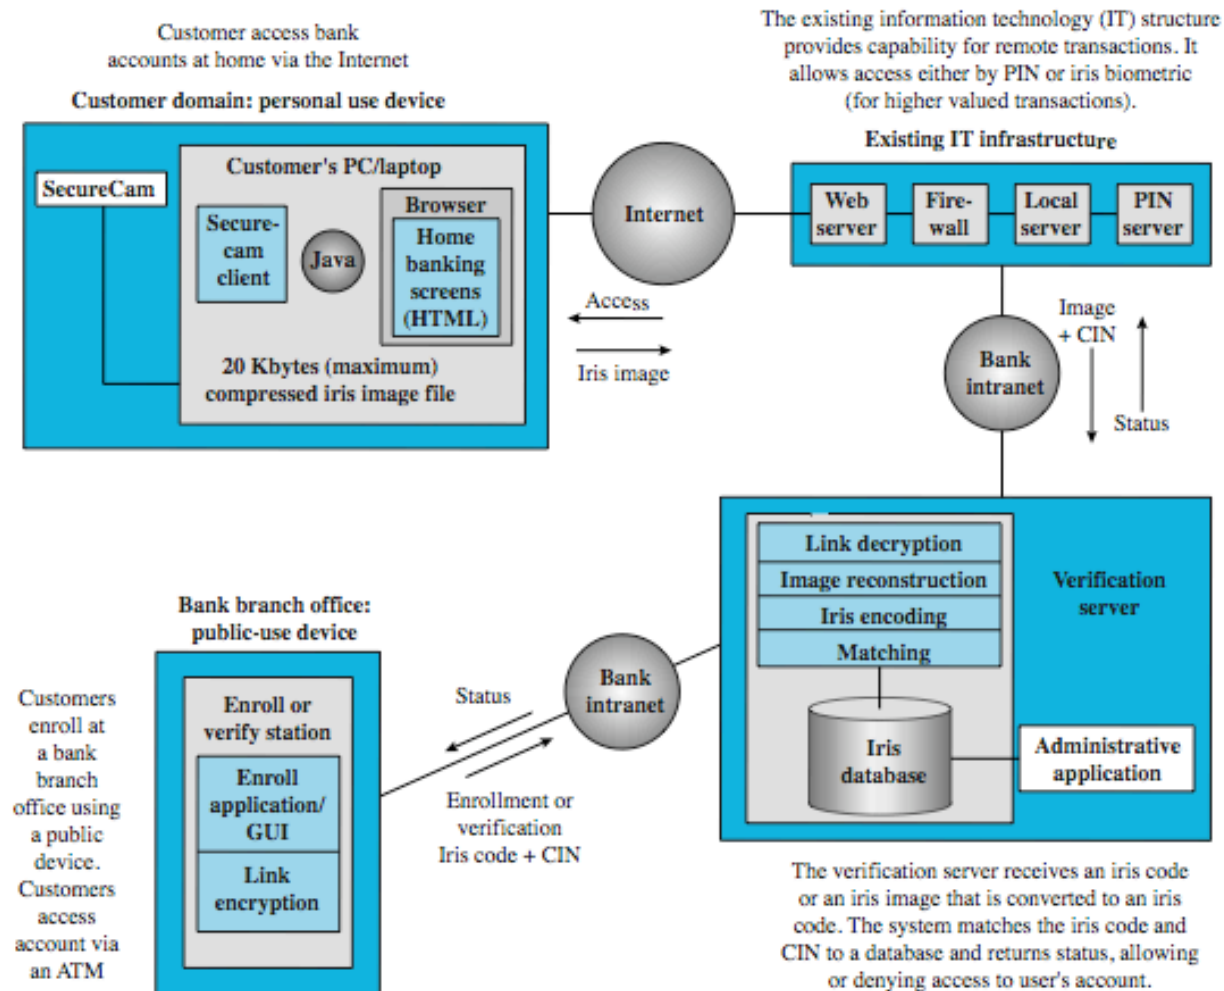 Customer access bank
accounts at home via the Internet
Customer domain: personal use device
SecureCam
Customer's PC/laptop
Secure-
cam
client
Java
Browser
Home
banking
screens
(HTML)
20 Kbytes (maximum)
compressed iris image file
Internet
Access
Iris image
The existing information technology (IT) structure
provides capability for remote transactions. It
allows access either by PIN or iris biometric
(for higher valued transactions).
Existing IT infrastructure
Web
server
Fire-
wall
Local
server
PIN
server
Bank
intranet
Image
+ CIN
Status
Link decryption
Image reconstruction
Iris encoding
Matching
Verification
server
Iris
database
Administrative
application
The verification server receives an iris code
or an iris image that is converted to an iris
code. The system matches the iris code and
CIN to a database and returns status, allowing
or denying access to user's account.
Bank branch office:
public-use device
Customers
enroll at
a bank
branch
office using
a public
device.
Customers
access
account via
an ATM
Enroll or
verify station
Enroll
application/
GUI
Link
encryption
Status
Enrollment or
verification
Iris code + CIN
Bank
intranet